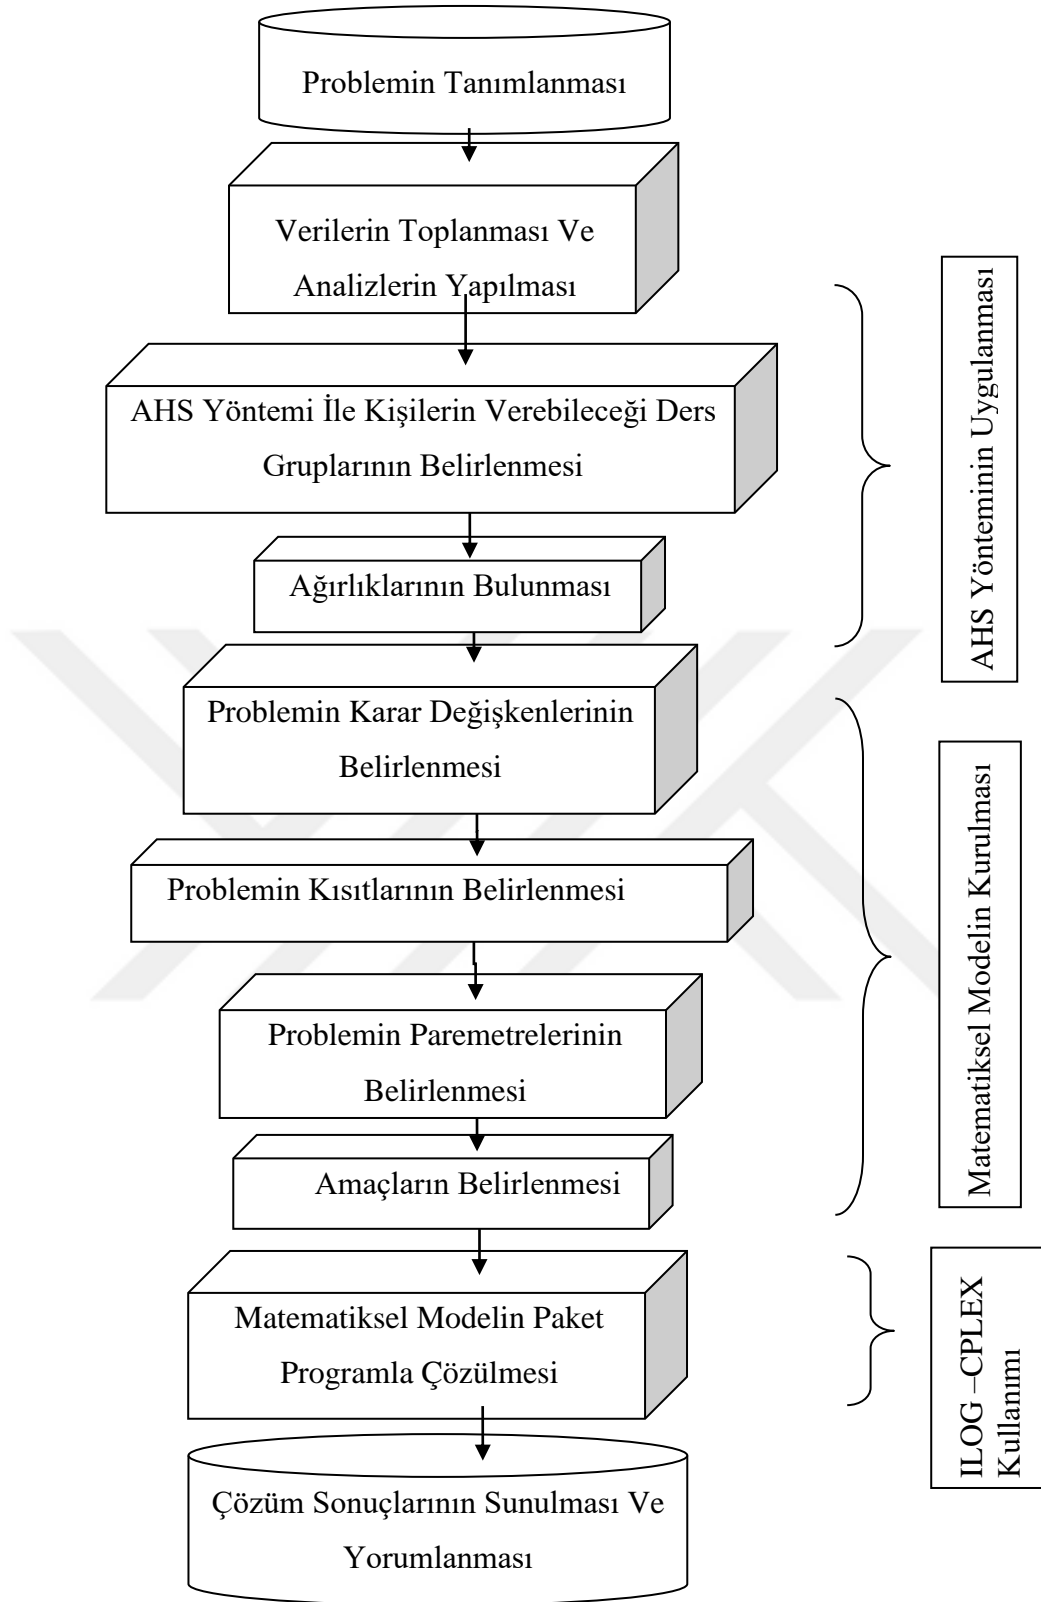 Problemin Tanımlanması
Verilerin Toplanması Ve
Analizlerin Yapılması
AHS Yöntemi İle Kişilerin Verebileceği Ders
Gruplarının Belirlenmesi
Ağırlıklarının Bulunması
AHS Yönteminin Uygulanması
Problemin Karar Değişkenlerinin
Belirlenmesi
Problemin Kısıtlarının Belirlenmesi
Problemin Paremetrelerinin
Belirlenmesi
Amaçların Belirlenmesi
Matematiksel Modelin Kurulması
Matematiksel Modelin Paket
Programla Çözülmesi
ILOG –CPLEX
Kullanımı
Çözüm Sonuçlarının Sunulması Ve
Yorumlanması